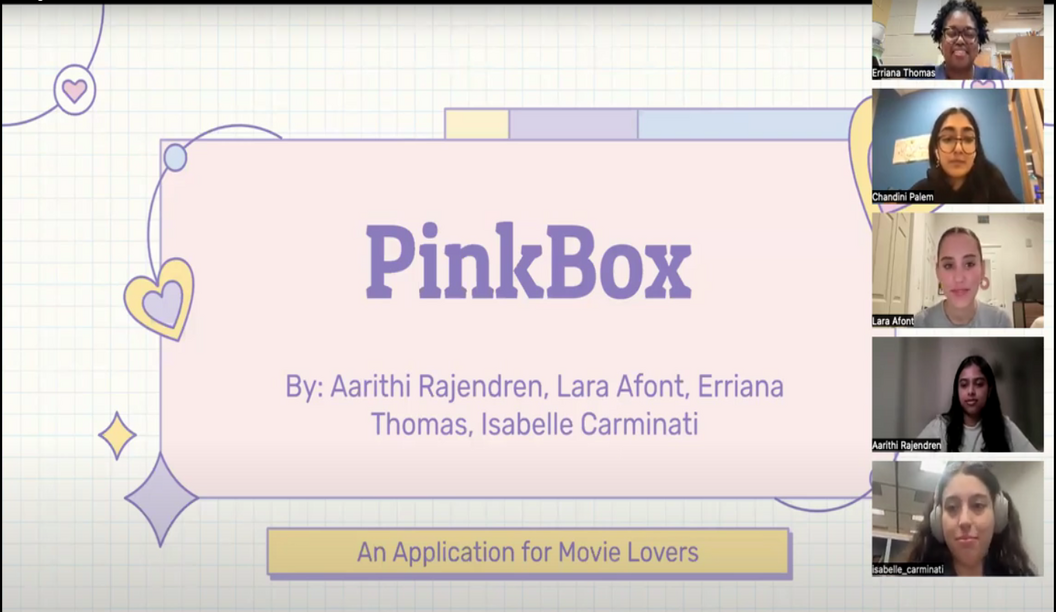 PinkBox
By: Aarithi Rajendren, Lara Afont, Erriana
Thomas, Isabelle Carminati
An Application for Movie Lovers
Erriana Thomas
Chandini Palem
Lara Afont
Aarithi Rajendren
isabelle_carminati